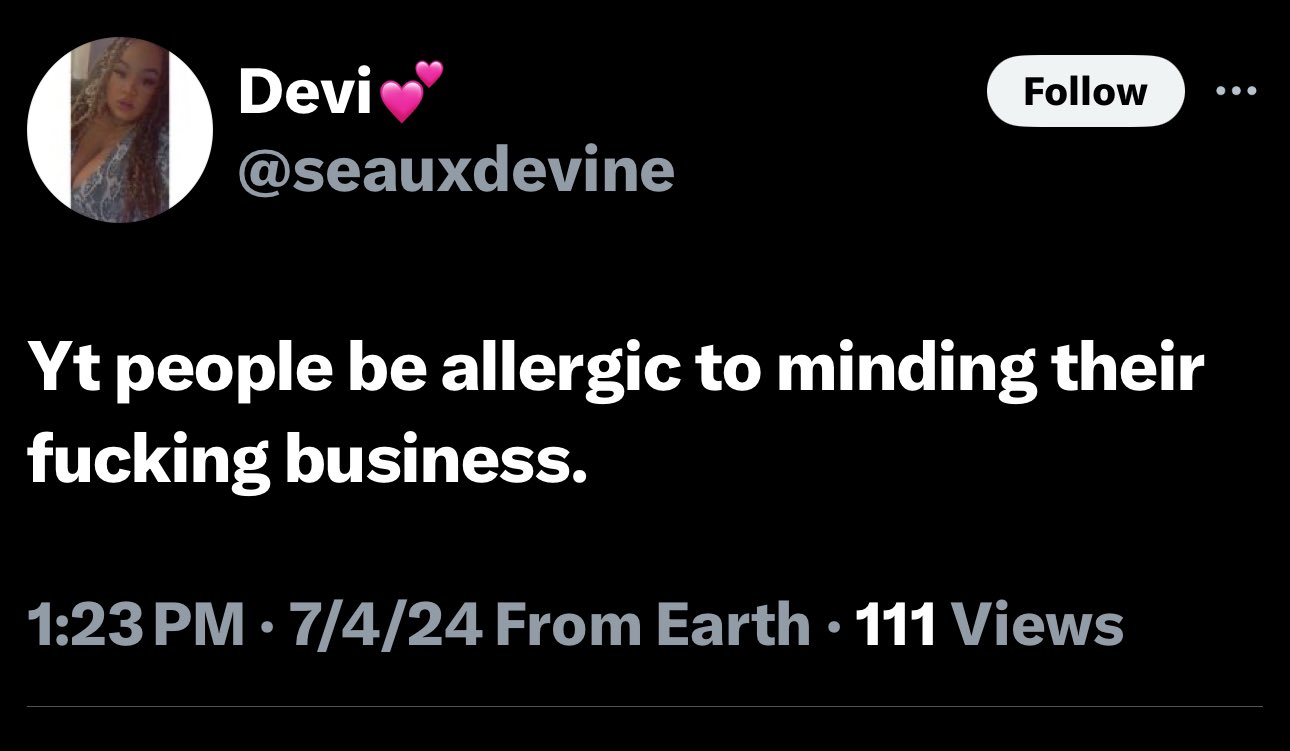 Devi💕
Follow
@seauxdevine
Yt people be allergic to minding their
fucking business.
1:23 PM · 7/4/24 From Earth · 111 Views